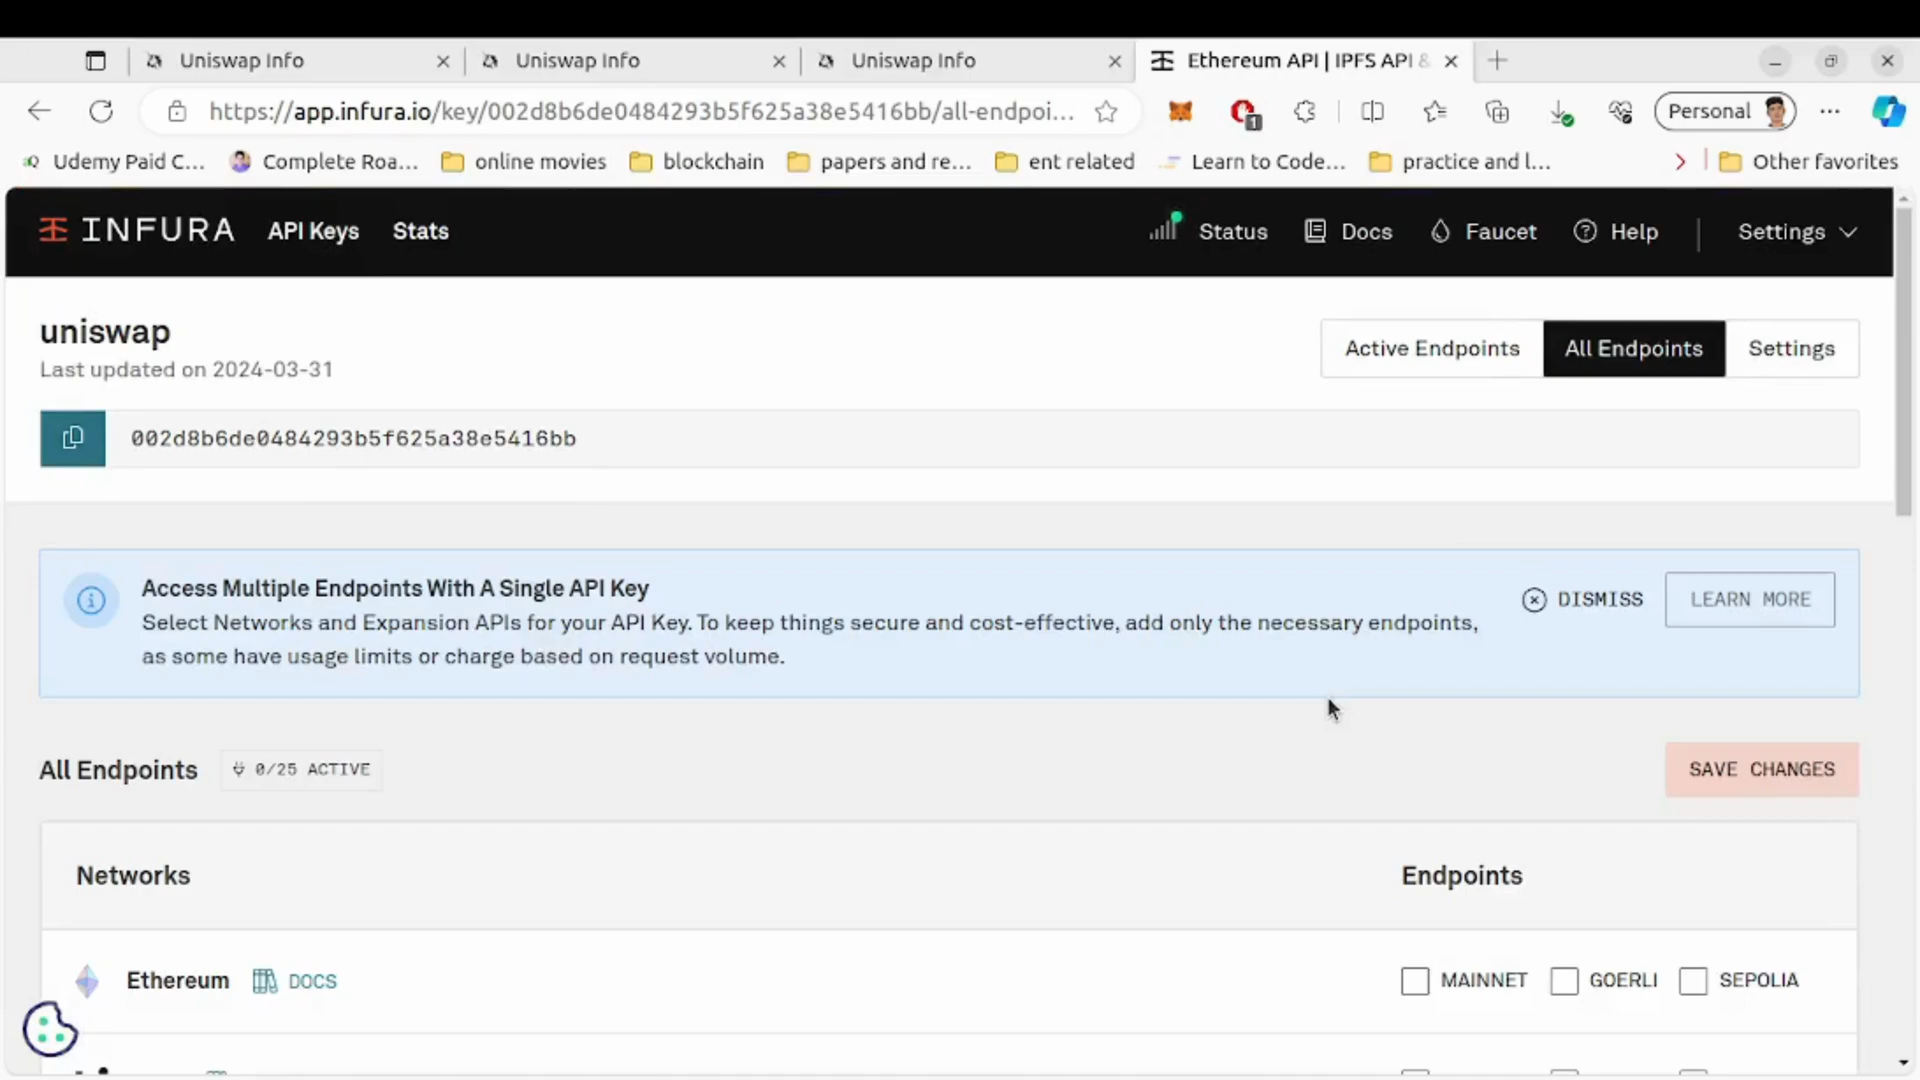 Uniswap Info
Uniswap Info
Uniswap Info
Ethereum API | IPFS API &
https://app.infura.io/key/002d8b6de0484293b5f625a38e5416bb/all-endpoi...
1
Personal
Udemy Paid C...
Complete Roa...
online movies
blockchain
papers and re...
ent related
Learn to Code...
practice and l...
Other favorites
INFURA
API Keys
Stats
Status
Docs
Faucet
Help
Settings
uniswap
Last updated on 2024-03-31
Active Endpoints
All Endpoints
Settings
002d8b6de0484293b5f625a38e5416bb
Access Multiple Endpoints With A Single API Key
Select Networks and Expansion APIs for your API Key. To keep things secure and cost-effective, add only the necessary endpoints,
as some have usage limits or charge based on request volume.
DISMISS
LEARN MORE
All Endpoints
0/25 ACTIVE
SAVE CHANGES
Networks
Endpoints
Ethereum
DOCS
MAINNET
GOERLI
SEPOLIA